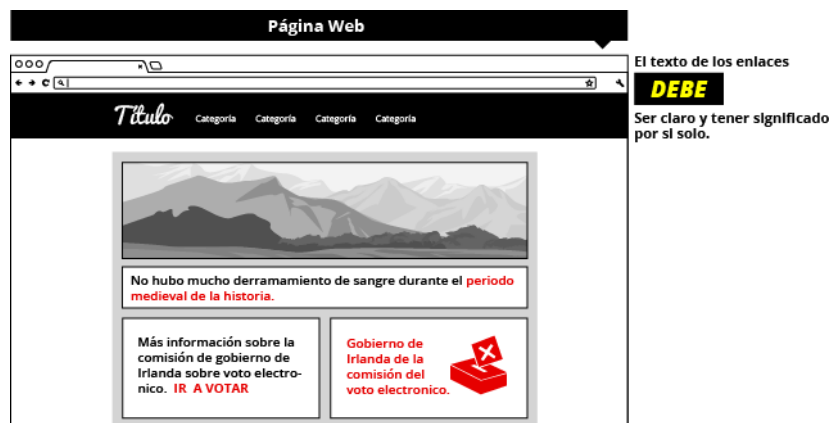 Página Web
El texto de los enlaces
DEBE
Ser claro y tener significado
por si solo.
Título Categoría Categoría Categoría Categoría
No hubo mucho derramamiento de sangre durante el periodo
medieval de la historia.
Más información sobre la
comisión de gobierno de
Irlanda sobre voto electro-
nico. IR A VOTAR
Gobierno de
Irlanda de la
comisión del
voto electronico.